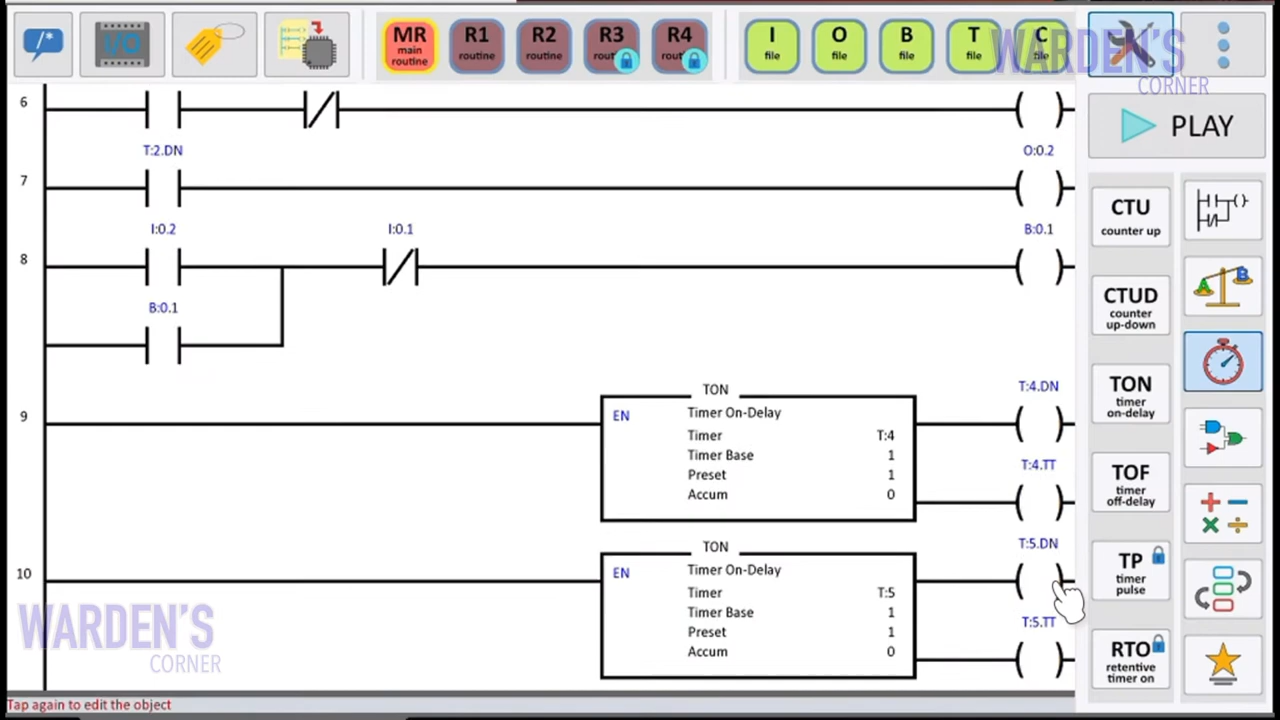 /*
I/O
MR
main
routine
R1
routine
R2
routine
R3
routine
R4
routine
I
file
O
file
B
file
T
file
C
file
WARDEN'S
CORNER
PLAY
6
T:2.DN
O:0.2
7
I:0.2
I:0.1
B:0.1
8
B:0.1
TON
T:4.DN
9
EN
Timer On-Delay
Timer T:4
Timer Base 1
T:4.TT
Preset 1
Accum 0
TON
T:5.DN
10
EN
Timer On-Delay
Timer T:5
Timer Base 1
T:5.TT
Preset 1
Accum 0
CTU
counter up
CTUD
counter
up-down
TON
timer
on-delay
TOF
timer
off-delay
TP
timer
pulse
RTO
retentive
timer on
A B
WARDEN'S
CORNER
Tap again to edit the object